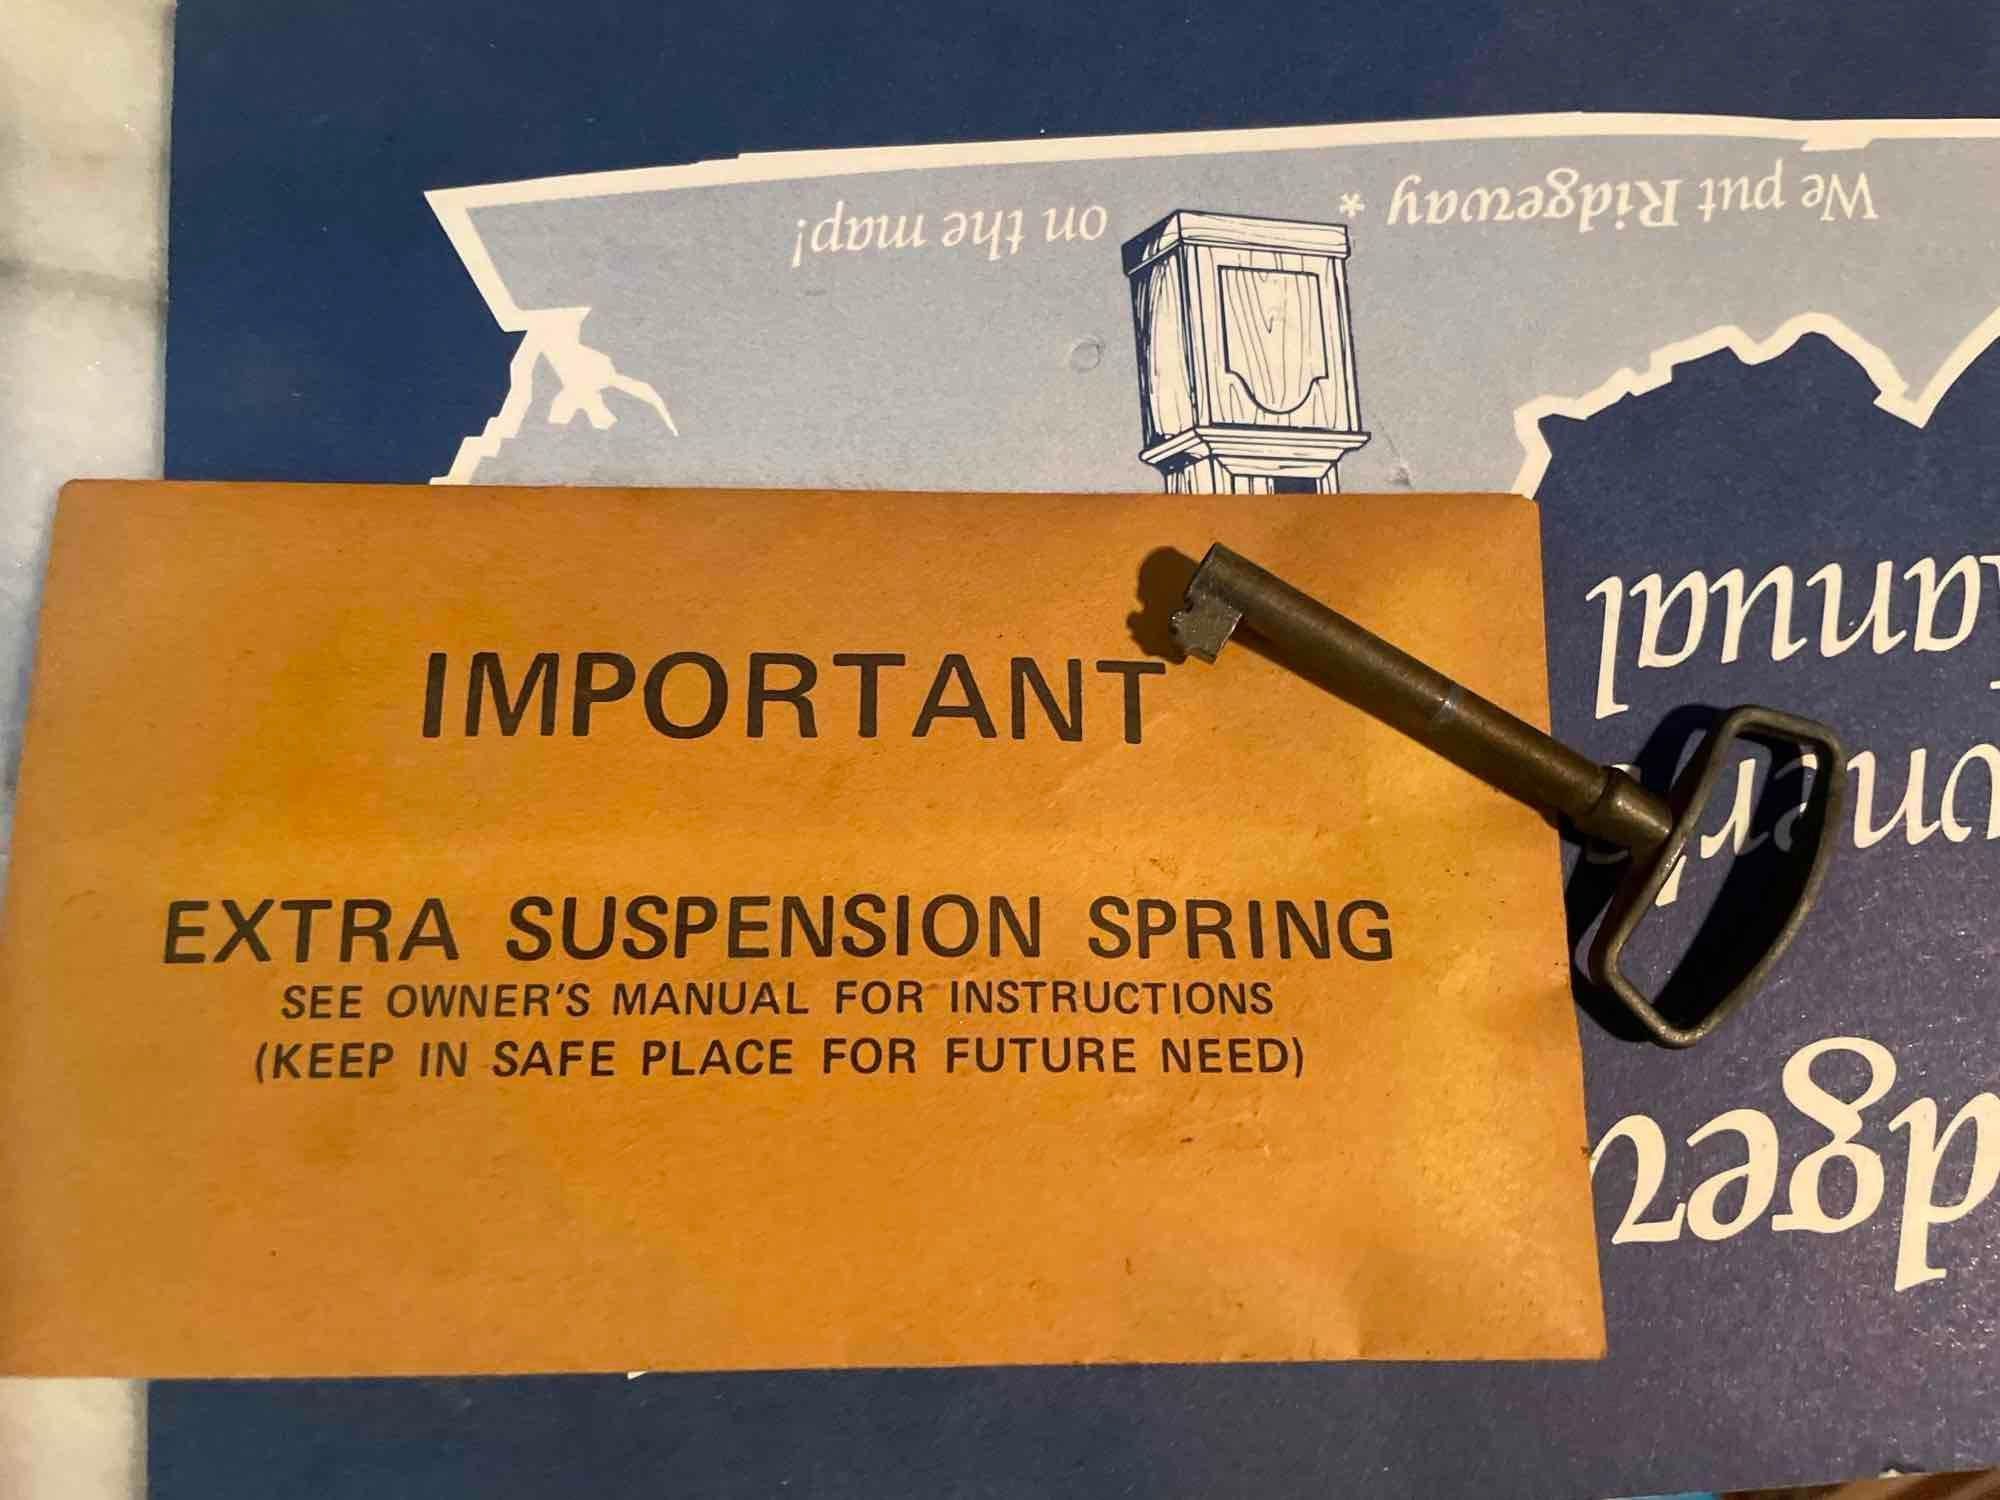 IMPORTANT
EXTRA SUSPENSION SPRING
SEE OWNER'S MANUAL FOR INSTRUCTIONS
(KEEP IN SAFE PLACE FOR FUTURE NEED)
We put Ridgeway *
on the map!